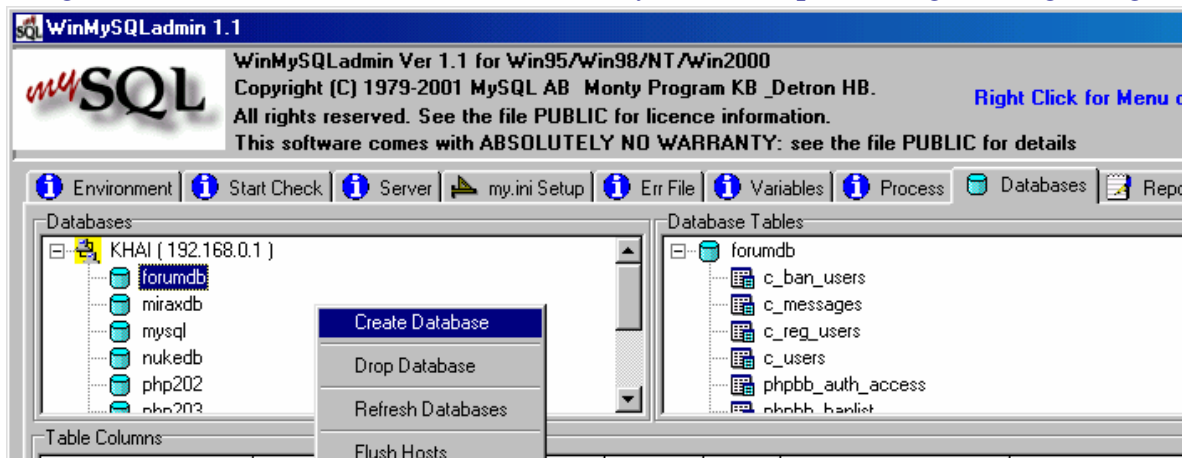 WinMySQLadmin 1.1
mySQL
WinMySQLadmin Ver 1.1 for Win95/Win98/NT/Win2000
Copyright (C) 1979-2001 MySQL AB Monty Program KB _Detron HB.
All rights reserved. See the file PUBLIC for licence information.
This software comes with ABSOLUTELY NO WARRANTY: see the file PUBLIC for details
Right Click for Menu
Environment
Start Check
Server
my.ini Setup
Err File
Variables
Process
Databases
Databases
KHAI ( 192.168.0.1 )
forumdb
miraxdb
mysql
nukedb
php202
php203
Create Database
Drop Database
Refresh Databases
Flush Hosts
Database Tables
forumdb
c_ban_users
c_messages
c_reg_users
c_users
phpbb_auth_access
phpbb_banlist
Table Columns